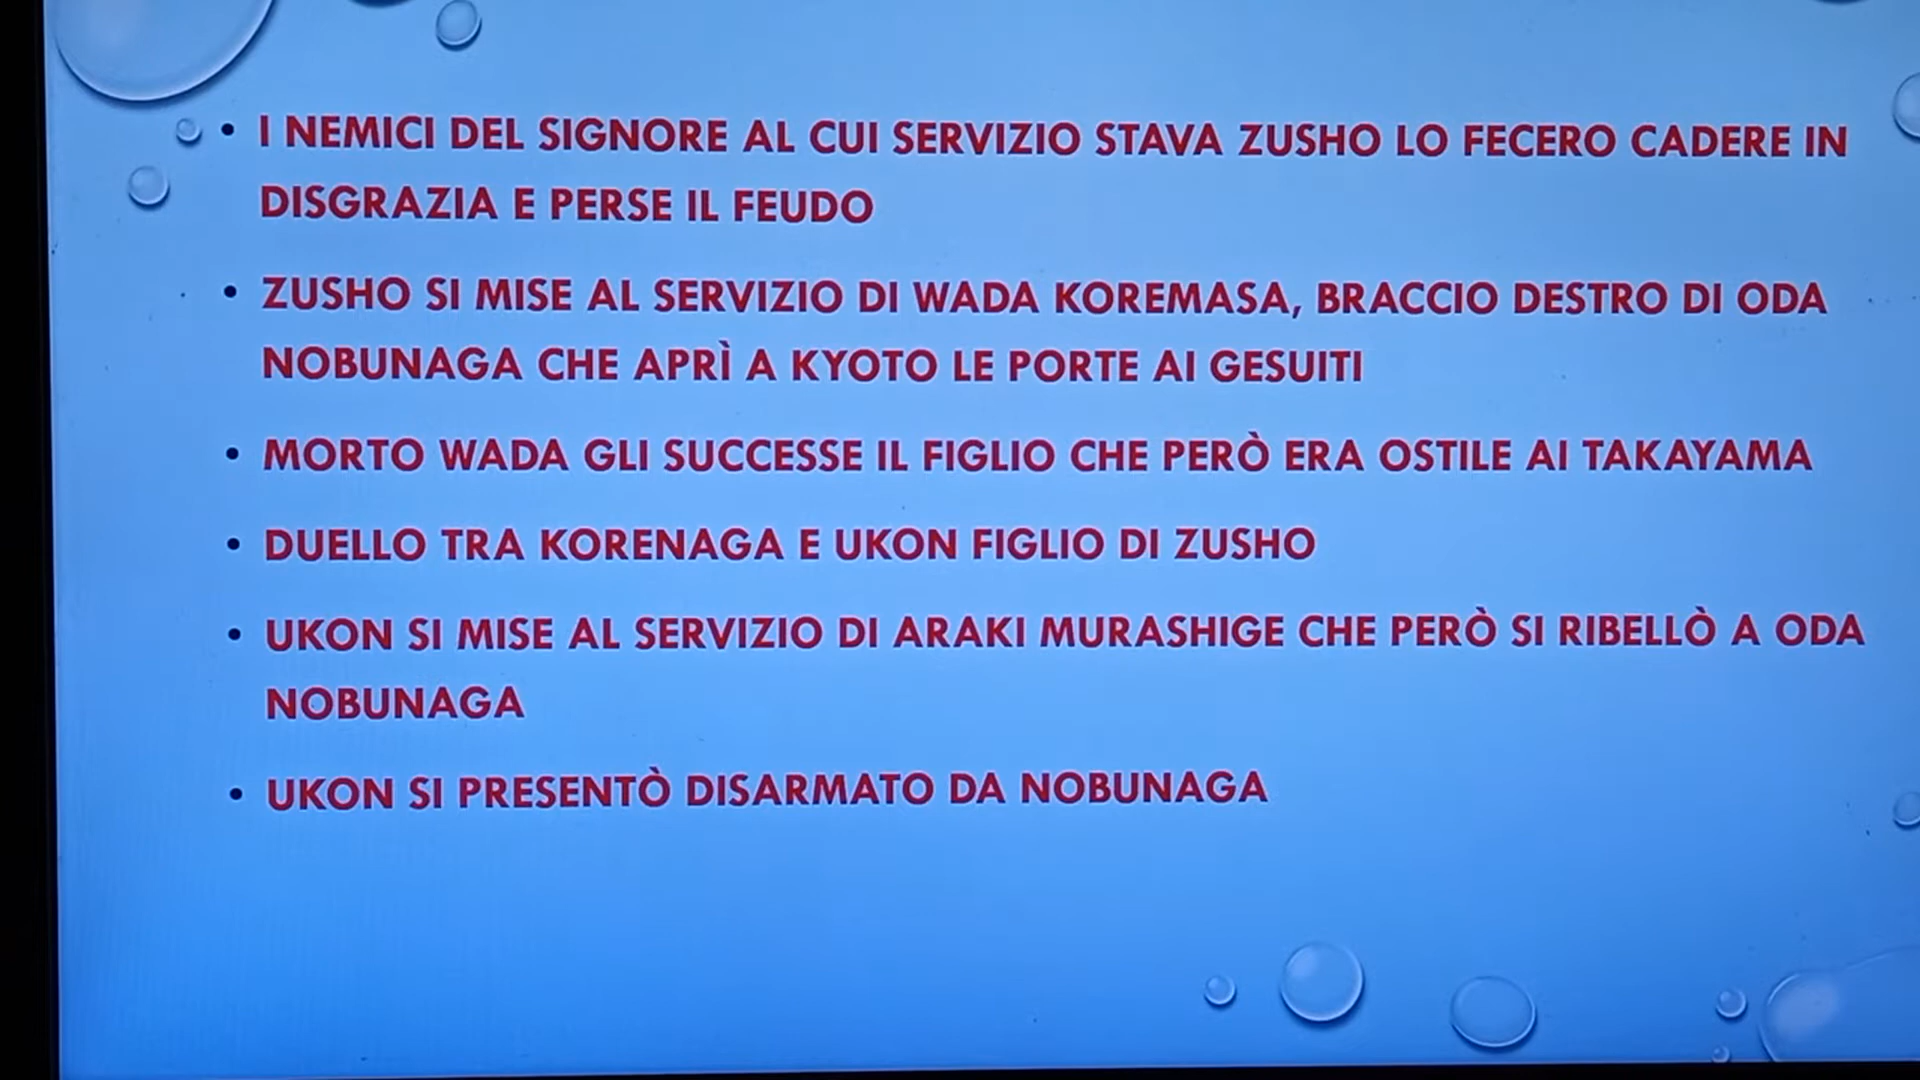 • I NEMICI DEL SIGNORE AL CUI SERVIZIO STAVA ZUSHO LO FECERO CADERE IN
DISGRAZIA E PERSE IL FEUDO
• ZUSHO SI MISE AL SERVIZIO DI WADA KOREMASA, BRACCIO DESTRO DI ODA
NOBUNAGA CHE APRÌ A KYOTO LE PORTE AI GESUITI
• MORTO WADA GLI SUCCESSE IL FIGLIO CHE PERÒ ERA OSTILE AI TAKAYAMA
• DUELLO TRA KORENAGA E UKON FIGLIO DI ZUSHO
• UKON SI MISE AL SERVIZIO DI ARAKI MURASHIGE CHE PERÒ SI RIBELLÒ A ODA
NOBUNAGA
• UKON SI PRESENTÒ DISARMATO DA NOBUNAGA